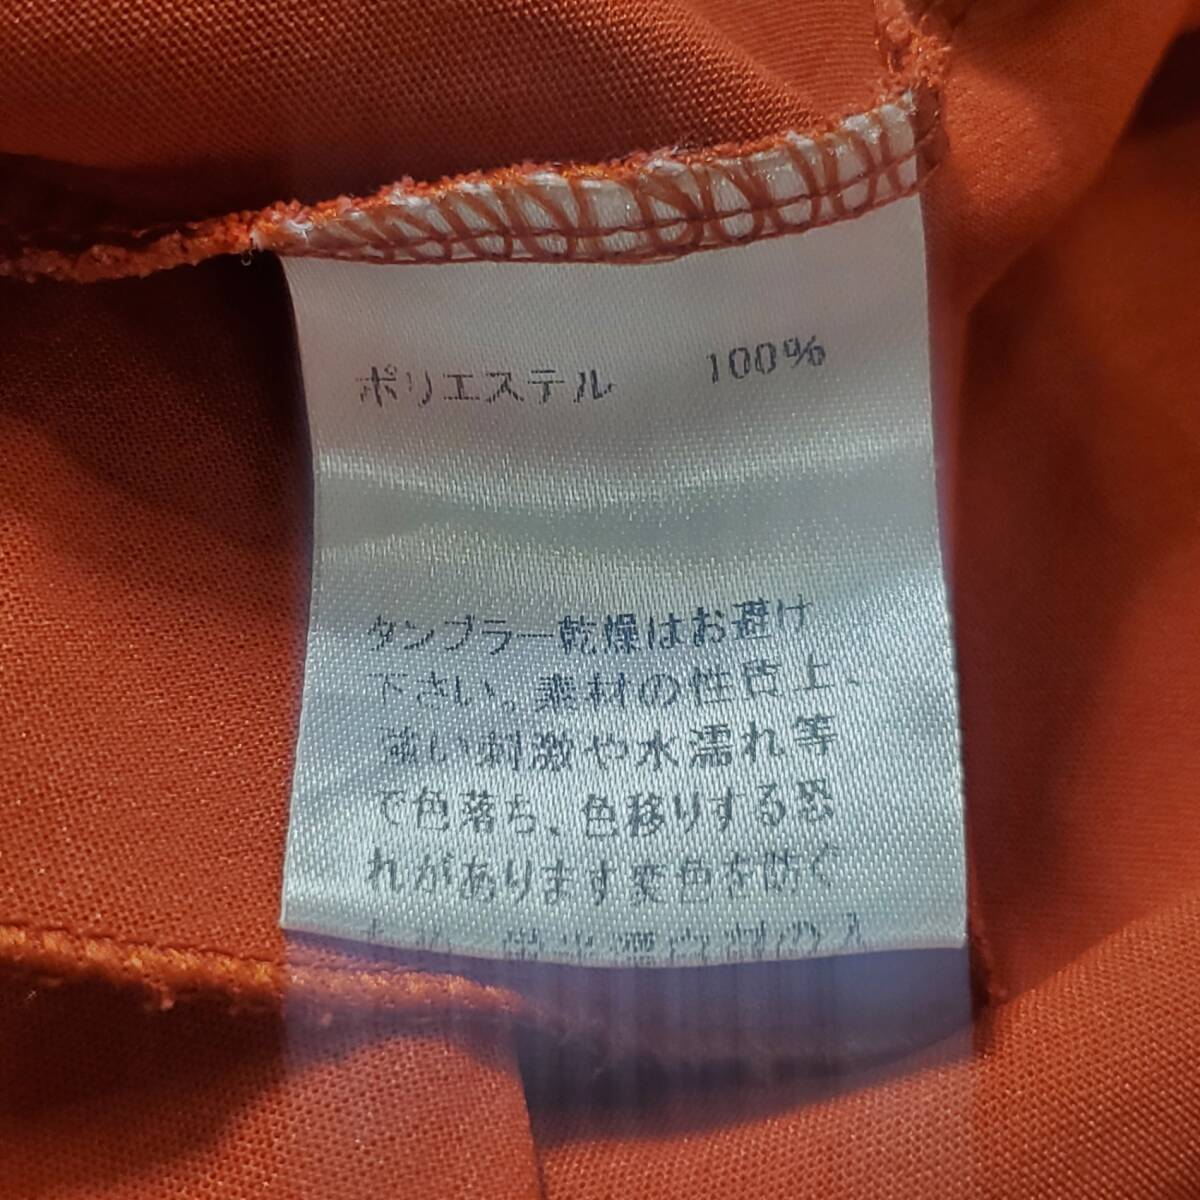 ポリエステル 100%
タンブラー乾燥はお避け
下さい。素材の性質上、
強い刺激や水濡れ等
で色落ち、色移りする恐
れがあります変色を防ぐ